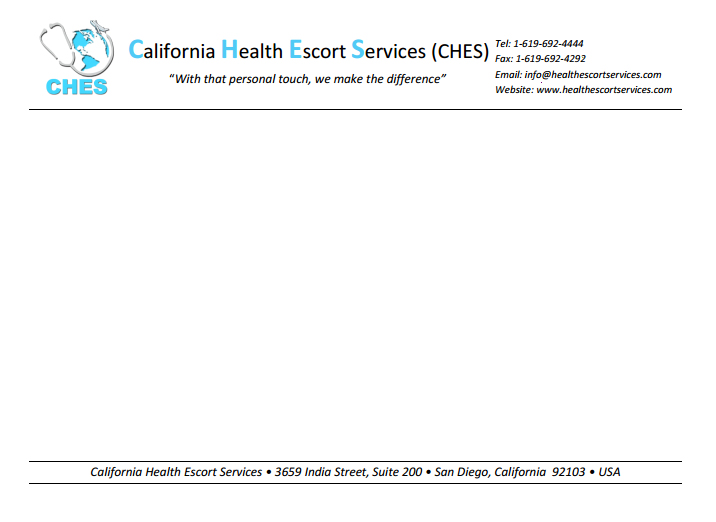 CHES
California Health Escort Services (CHES)
“With that personal touch, we make the difference”
Tel: 1-619-692-4444
Fax: 1-619-692-4292
Email: info@healthescortservices.com
Website: www.healthescortservices.com
California Health Escort Services • 3659 India Street, Suite 200 • San Diego, California  92103 • USA